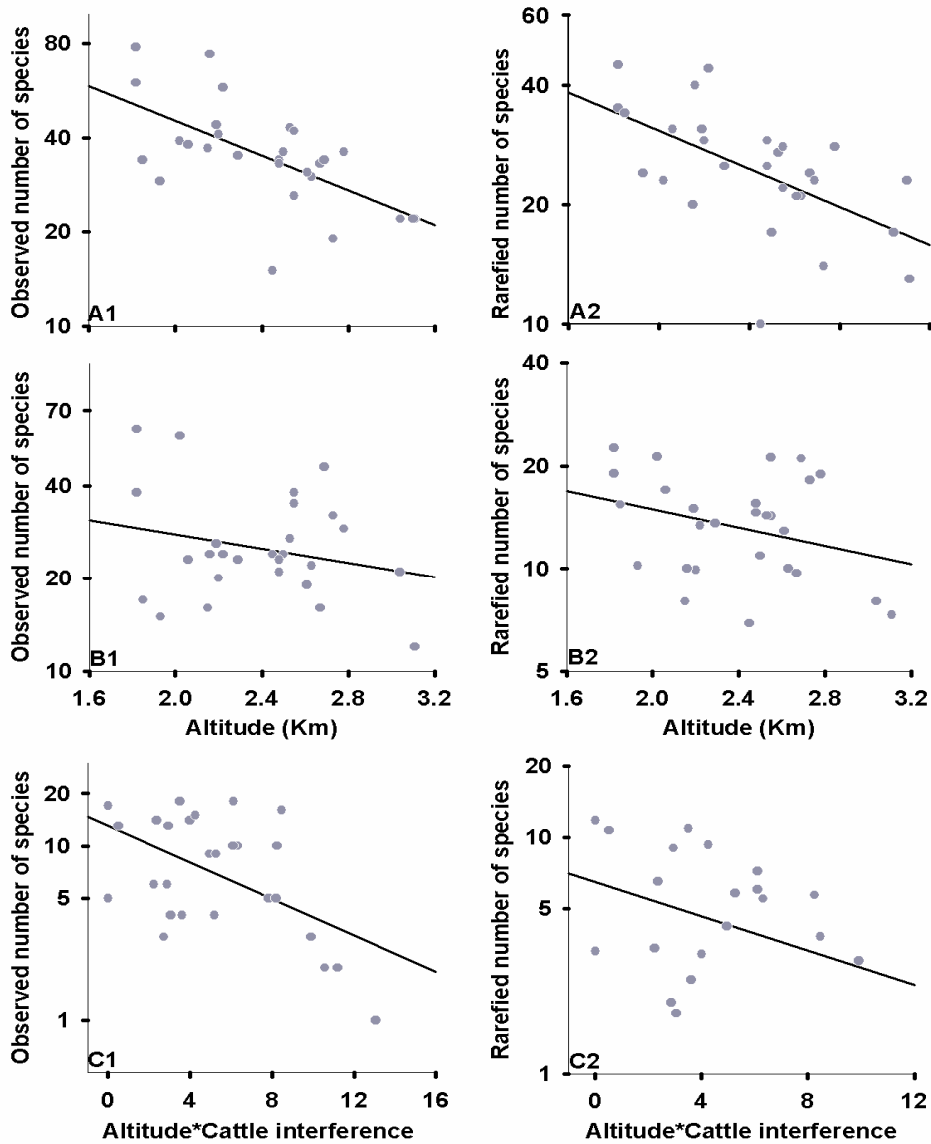 Observed number of species
80
40
20
10
A1
Rarefied number of species
60
40
20
10
A2
Observed number of species
70
40
20
10
B1
1.6 2.0 2.4 2.8 3.2
Altitude (Km)
Rarefied number of species
40
20
10
5
B2
1.6 2.0 2.4 2.8 3.2
Altitude (Km)
Observed number of species
20
10
5
1
C1
0 4 8 12 16
Altitude*Cattle interference
Rarefied number of species
20
10
5
1
C2
0 4 8 12
Altitude*Cattle interference